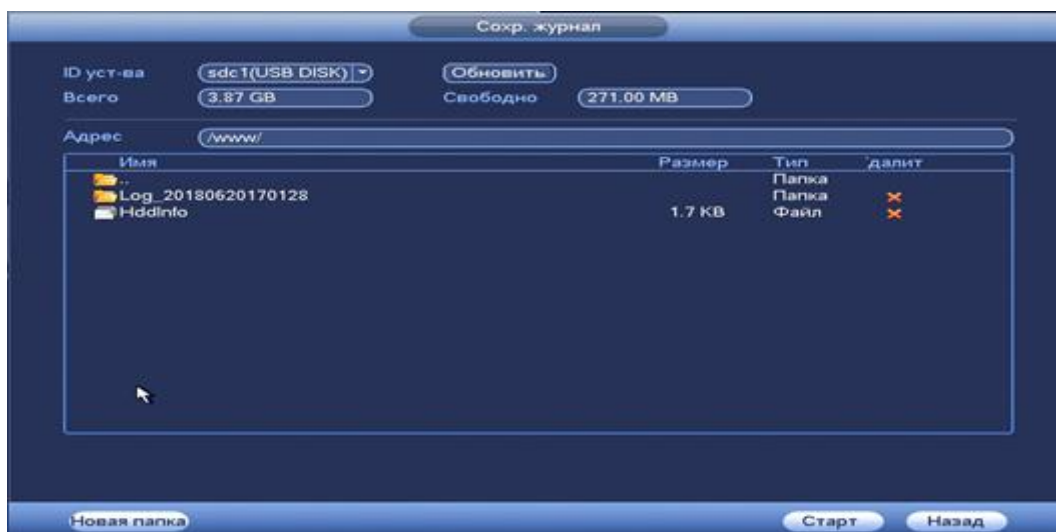 Сохр. журнал
ID уст-ва sdc1(USB DISK) Обновить
Всего 3.87 GB Свободно 271.00 MB
Адрес /www/
Имя Размер Тип 'далит
.. Папка
Log_20180620170128 Папка
HddInfo 1.7 KB Файл
Новая папка Старт Назад